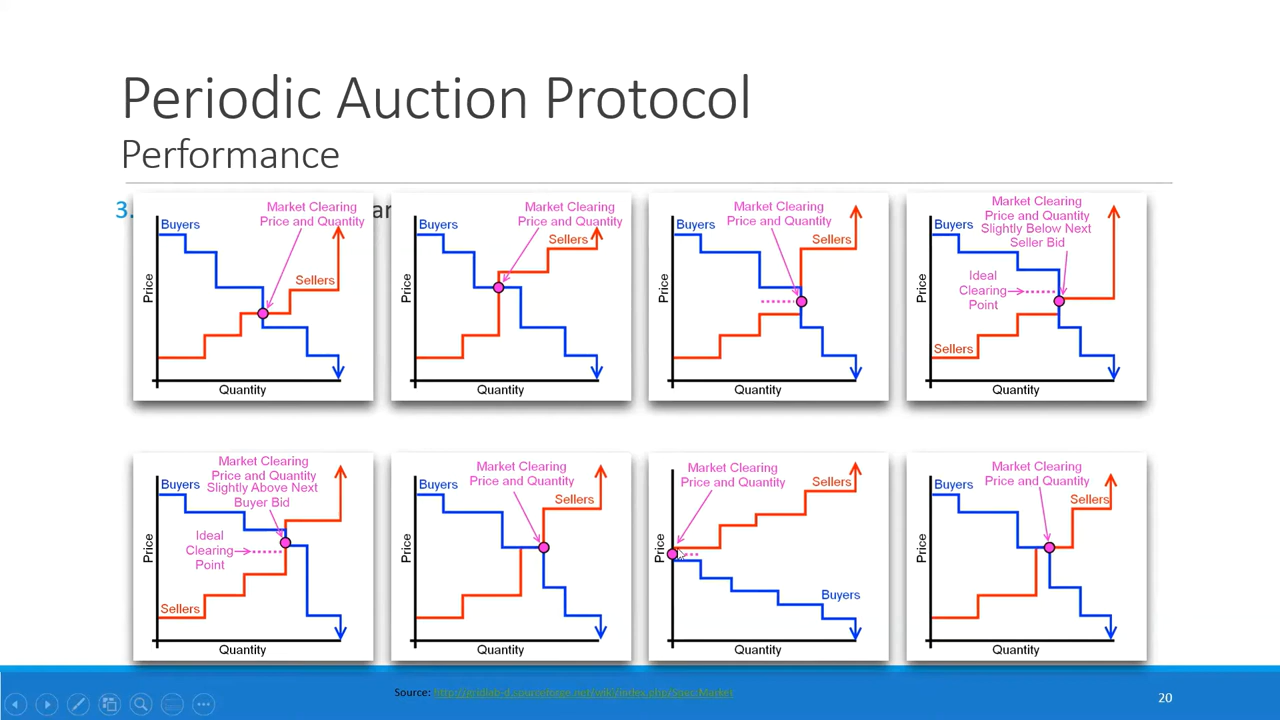 Periodic Auction Protocol
Performance
3.
Market Clearing
Price and Quantity
Buyers
Sellers
Price
Quantity
Market Clearing
Price and Quantity
Buyers
Sellers
Price
Quantity
Market Clearing
Price and Quantity
Buyers
Sellers
Price
Quantity
Market Clearing
Price and Quantity
Slightly Below Next
Seller Bid
Buyers
Ideal
Clearing
Point
Sellers
Price
Quantity
Market Clearing
Price and Quantity
Slightly Above Next
Buyer Bid
Buyers
Ideal
Clearing
Point
Sellers
Price
Quantity
Market Clearing
Price and Quantity
Buyers
Sellers
Price
Quantity
Market Clearing
Price and Quantity
Sellers
Buyers
Price
Quantity
Market Clearing
Price and Quantity
Buyers
Sellers
Price
Quantity
Source:
20